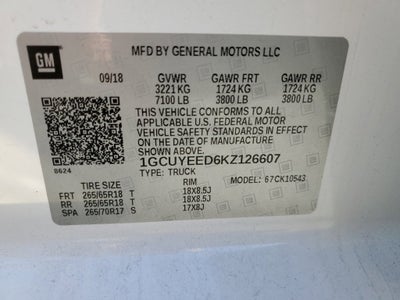 GM
MFD BY GENERAL MOTORS LLC
09/18 GVWR GAWR FRT GAWR RR
3221 KG 1724 KG 1724 KG
7100 LB 3800 LB 3800 LB
THIS VEHICLE CONFORMS TO ALL
APPLICABLE U.S. FEDERAL MOTOR
VEHICLE SAFETY STANDARDS IN EFFECT
ON THE DATE OF MANUFACTURE
SHOWN ABOVE.
8624 1GCUYEED6KZ126607
TYPE: TRUCK MODEL: 67CK10543
TIRE SIZE RIM
FRT 265/65R18 T 18X8.5J
RR 265/65R18 T 18X8.5J
SPA 265/70R17 S 17X8J